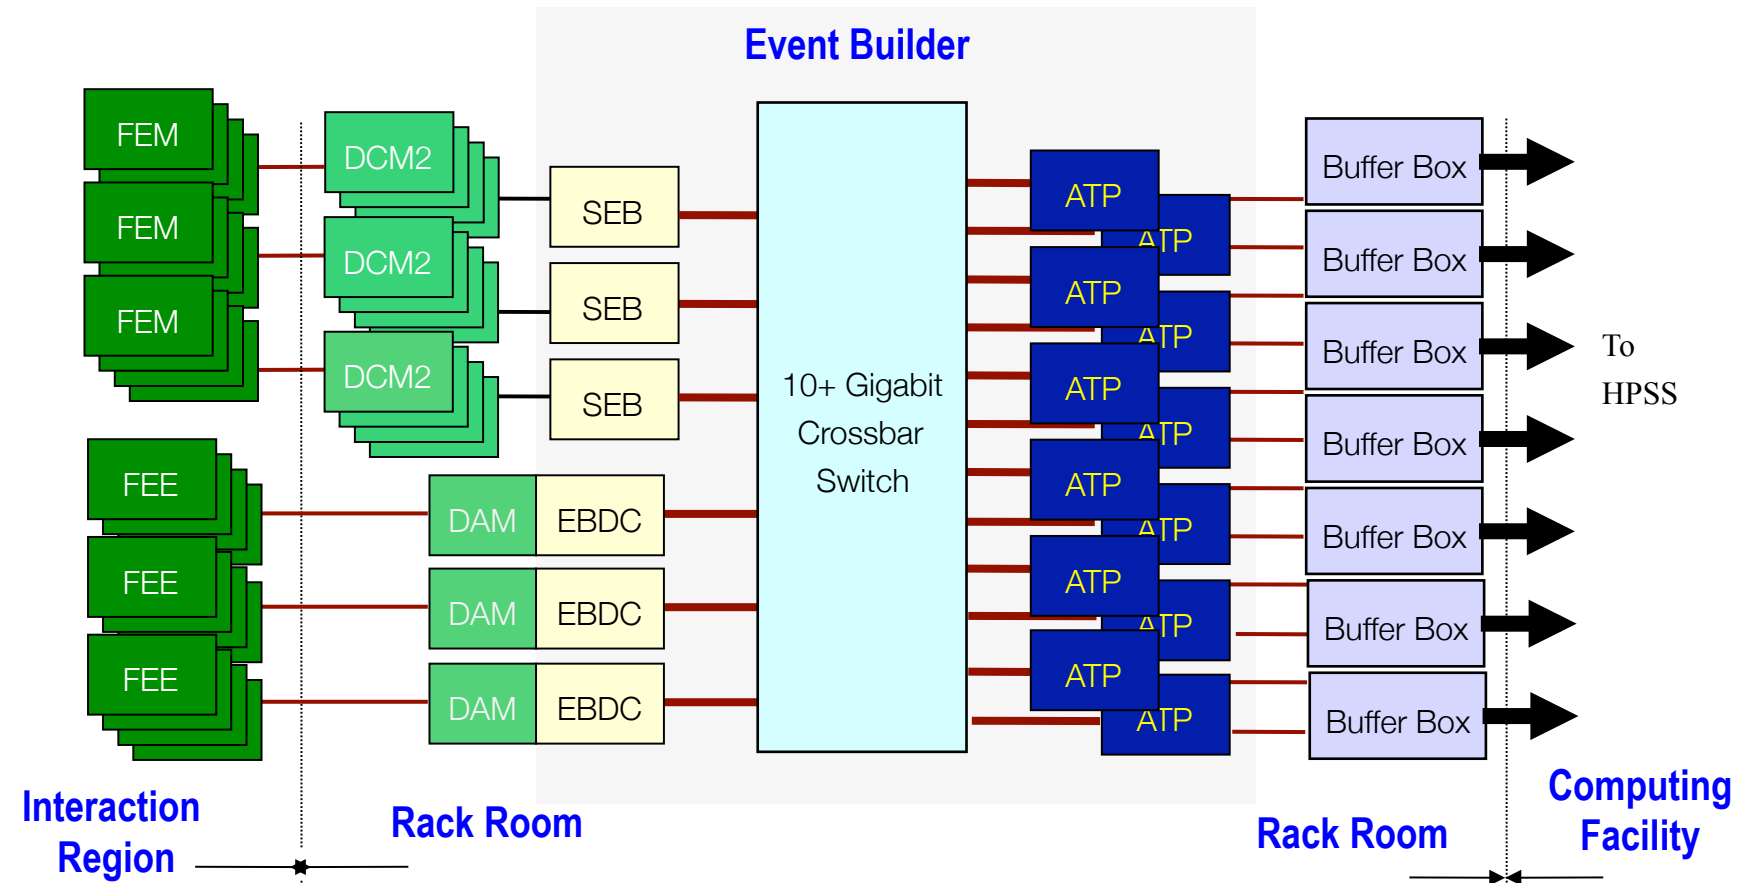 Event Builder
FEM
FEM
FEM
DCM2
DCM2
DCM2
SEB
SEB
SEB
FEE
FEE
FEE
DAM EBDC
DAM EBDC
DAM EBDC
10+ Gigabit
Crossbar
Switch
ATP
ATP
ATP
ATP
ATP
ATP
ATP
ATP
ATP
ATP
ATP
ATP
Buffer Box
Buffer Box
Buffer Box
Buffer Box
Buffer Box
Buffer Box
Buffer Box
To
HPSS
Interaction
Region
Rack Room
Rack Room
Computing
Facility